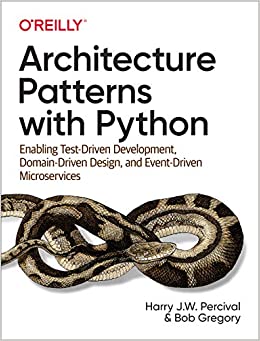 O'REILLY®
Architecture
Patterns
with Python
Enabling Test-Driven Development,
Domain-Driven Design, and Event-Driven
Microservices
Harry J.W. Percival
& Bob Gregory